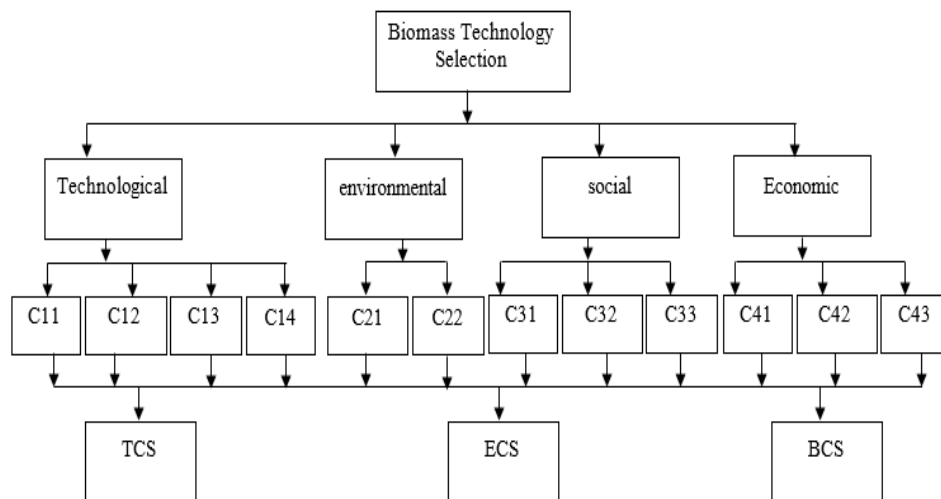 Biomass Technology
Selection
Technological
environmental
social
Economic
C11
C12
C13
C14
C21
C22
C31
C32
C33
C41
C42
C43
TCS
ECS
BCS